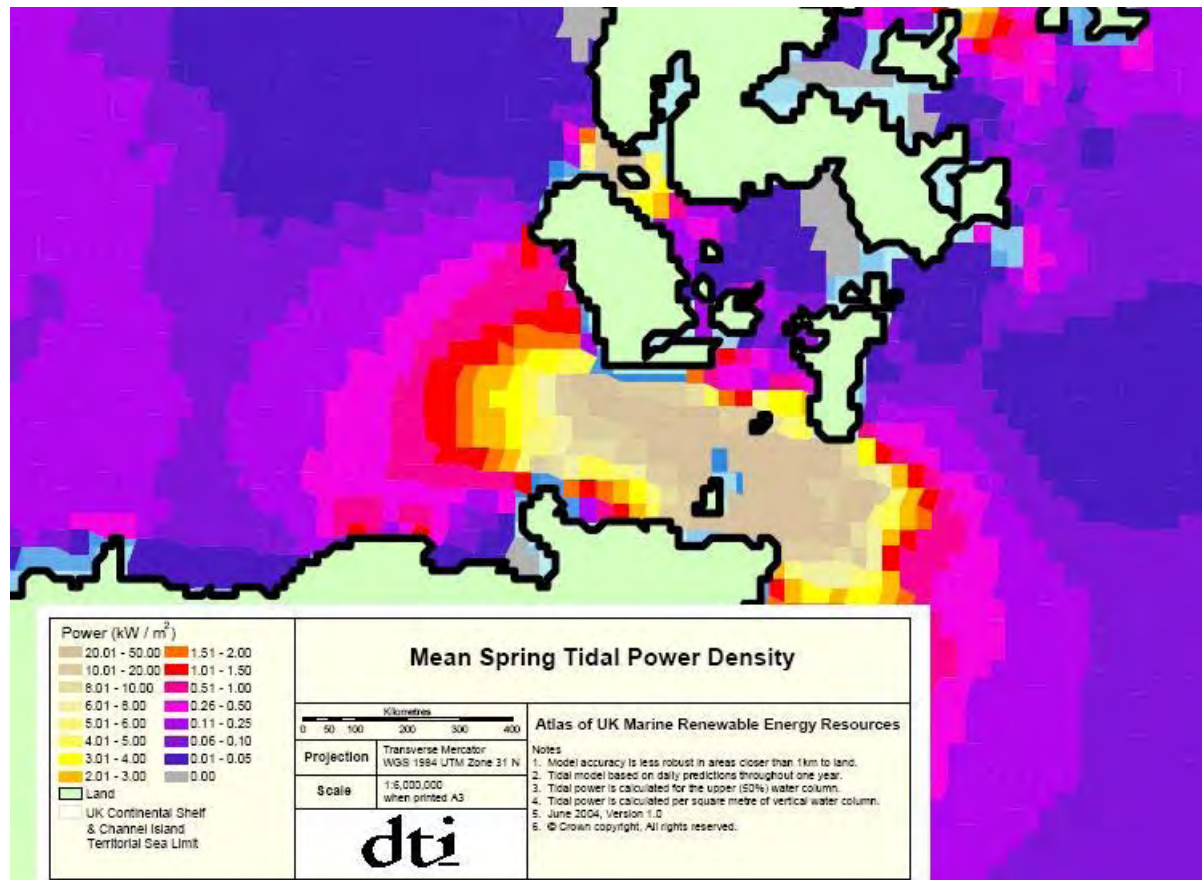 Power (kW / m²)
20.01 - 50.00 1.51 - 2.00
10.01 - 20.00 1.01 - 1.50
8.01 - 10.00 0.51 - 1.00
6.01 - 8.00 0.26 - 0.50
5.01 - 6.00 0.11 - 0.25
4.01 - 5.00 0.06 - 0.10
3.01 - 4.00 0.01 - 0.05
2.01 - 3.00 0.00
Land
UK Continental Shelf
& Channel Island
Territorial Sea Limit
Mean Spring Tidal Power Density
Kilometres
0 50 100 200 300 400
Projection
Transverse Mercator
WGS 1984 UTM Zone 31 N
Scale
1:6,000,000
when printed A3
dti
Atlas of UK Marine Renewable Energy Resources
Notes
1. Model accuracy is less robust in areas closer than 1km to land.
2. Tidal model based on daily predictions throughout one year.
3. Tidal power is calculated for the upper (50%) water column.
4. Tidal power is calculated per square metre of vertical water column.
5. June 2004, Version 1.0
6. © Crown copyright, All rights reserved.